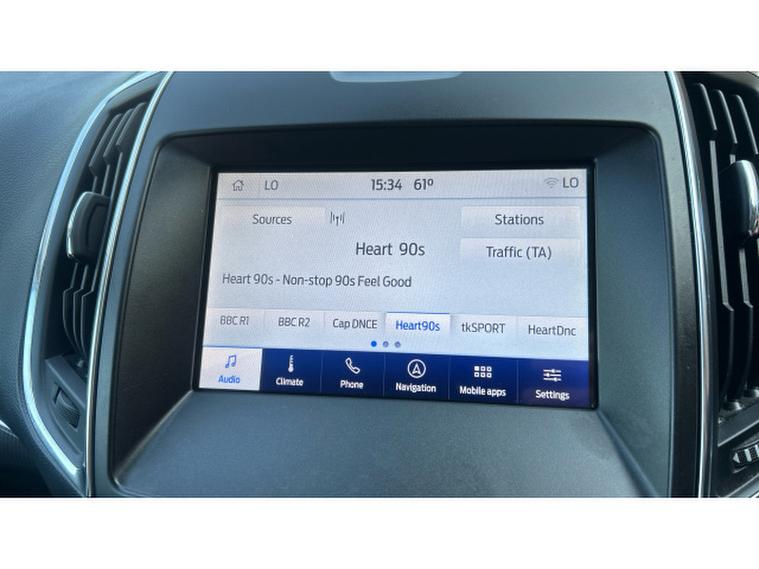 LO 15:34 61º LO
Sources Stations
Heart 90s Traffic (TA)
Heart 90s - Non-stop 90s Feel Good
BBC R1 BBC R2 Cap DNCE Heart90s tkSPORT HeartDnc
Audio Climate Phone Navigation Mobile apps Settings